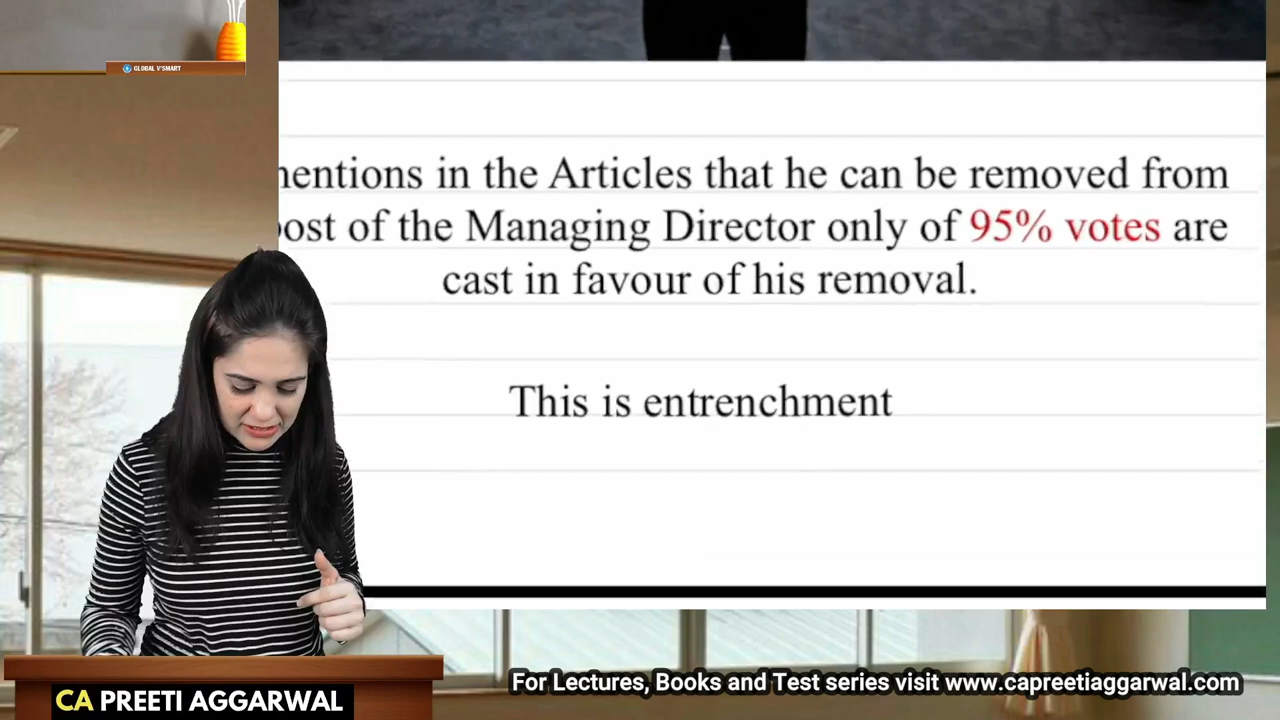 GLOBAL V'SMART
in the Articles that he can be removed from
of the Managing Director only of 95% votes are
cast in favour of his removal.
This is entrenchment
CA PREETI AGGARWAL
For Lectures, Books and Test series visit www.capreetiaggarwal.com